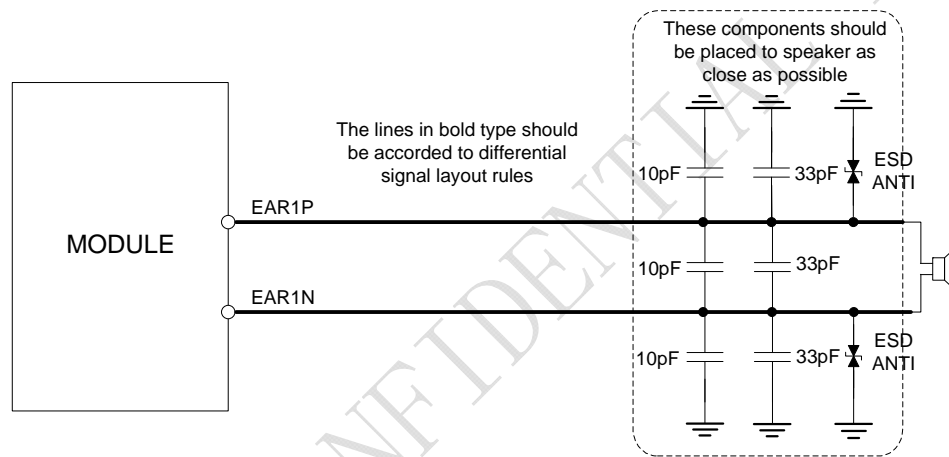 These components should
be placed to speaker as
close as possible
The lines in bold type should
be accorded to differential
signal layout rules
10pF
33pF
ESD
ANTI
EAR1P
MODULE
10pF
33pF
EAR1N
10pF
33pF
ESD
ANTI